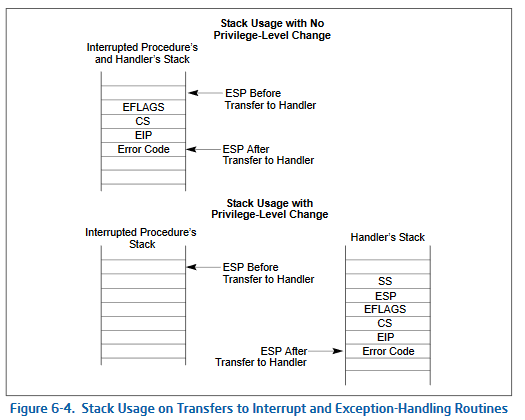 Stack Usage with No
Privilege-Level Change
Interrupted Procedure's
and Handler's Stack
ESP Before
Transfer to Handler
EFLAGS
CS
EIP
Error Code
ESP After
Transfer to Handler
Stack Usage with
Privilege-Level Change
Interrupted Procedure's
Stack
Handler's Stack
ESP Before
Transfer to Handler
SS
ESP
EFLAGS
CS
EIP
ESP After
Transfer to Handler
Error Code
Figure 6-4. Stack Usage on Transfers to Interrupt and Exception-Handling Routines